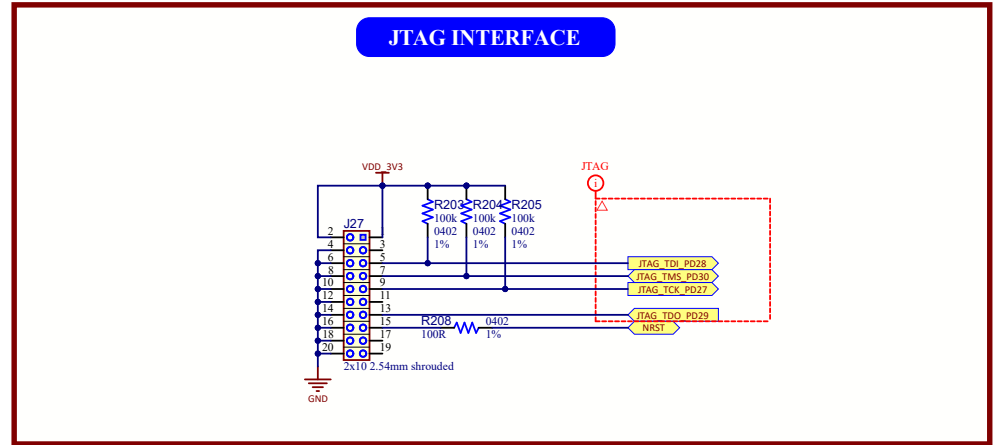 JTAG INTERFACE
VDD_3V3
JTAG
i
R203 R204 R205
100k 100k 100k
0402 0402 0402
1% 1% 1%
J27
2
4 3
6 5
8 7
10 9
12 11
14 13
16 15
18 17
20 19
JTAG_TDI_PD28
JTAG_TMS_PD30
JTAG_TCK_PD27
JTAG_TDO_PD29
R208 0402
100R 1%
NRST
2x10 2.54mm shrouded
GND